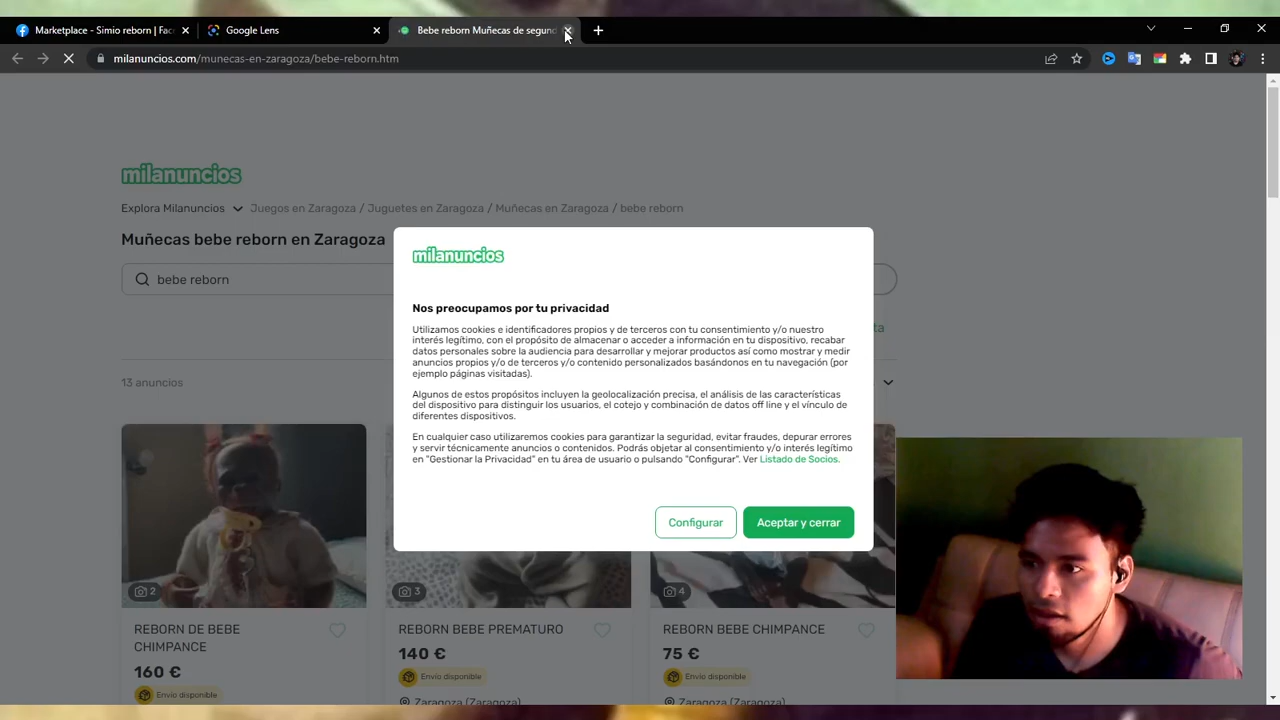 Marketplace - Simio reborn | Fac
Google Lens
Bebe reborn Muñecas de segund
milanuncios.com/munecas-en-zaragoza/bebe-reborn.htm
milanuncios
Explora Milanuncios
Juegos en Zaragoza / Juguetes en Zaragoza / Muñecas en Zaragoza / bebe reborn
Muñecas bebe reborn en Zaragoza
bebe reborn
13 anuncios
milanuncios
Nos preocupamos por tu privacidad
Utilizamos cookies e identificadores propios y de terceros con tu consentimiento y/o nuestro
interés legítimo, con el propósito de almacenar o acceder a información en tu dispositivo, recabar
datos personales sobre la audiencia para desarrollar y mejorar productos así como mostrar y medir
anuncios propios y/o de terceros y/o contenido personalizados basándonos en tu navegación (por
ejemplo páginas visitadas).
Algunos de estos propósitos incluyen la geolocalización precisa, el análisis de las características
del dispositivo para distinguir los usuarios, el cotejo y combinación de datos off line y el vínculo de
diferentes dispositivos.
En cualquier caso utilizaremos cookies para garantizar la seguridad, evitar fraudes, depurar errores
y servir técnicamente anuncios o contenidos. Podrás objetar al consentimiento y/o interés legítimo
en "Gestionar la Privacidad" en tu área de usuario o pulsando "Configurar". Ver Listado de Socios.
Configurar
Aceptar y cerrar
2
3
4
REBORN DE BEBE
CHIMPANCE
160 €
Envío disponible
REBORN BEBE PREMATURO
140 €
Envío disponible
Zaragoza (Zaragoza)
REBORN BEBE CHIMPANCE
75 €
Envío disponible
Zaragoza (Zaragoza)